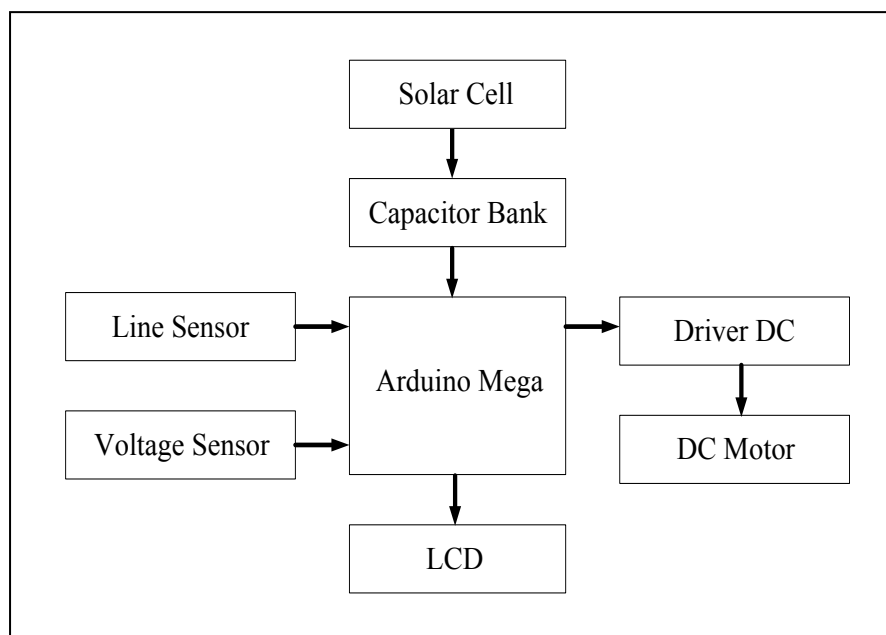 Solar Cell
Capacitor Bank
Line Sensor
Arduino Mega
Driver DC
Voltage Sensor
DC Motor
LCD